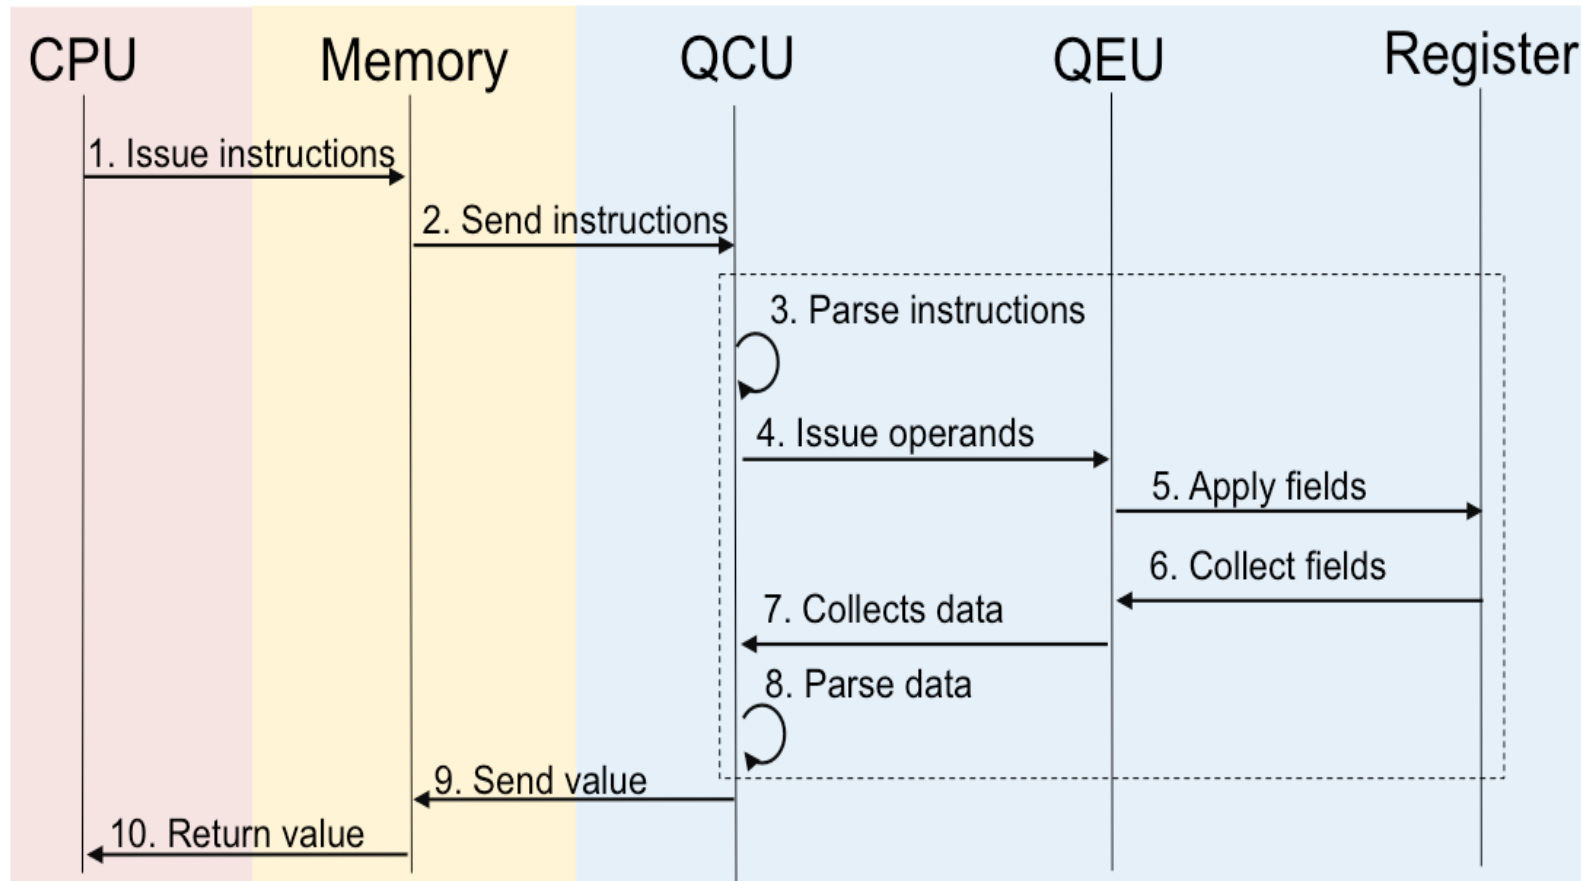 CPU
Memory
QCU
QEU
Register
1. Issue instructions
2. Send instructions
3. Parse instructions
4. Issue operands
5. Apply fields
6. Collect fields
7. Collects data
8. Parse data
9. Send value
10. Return value